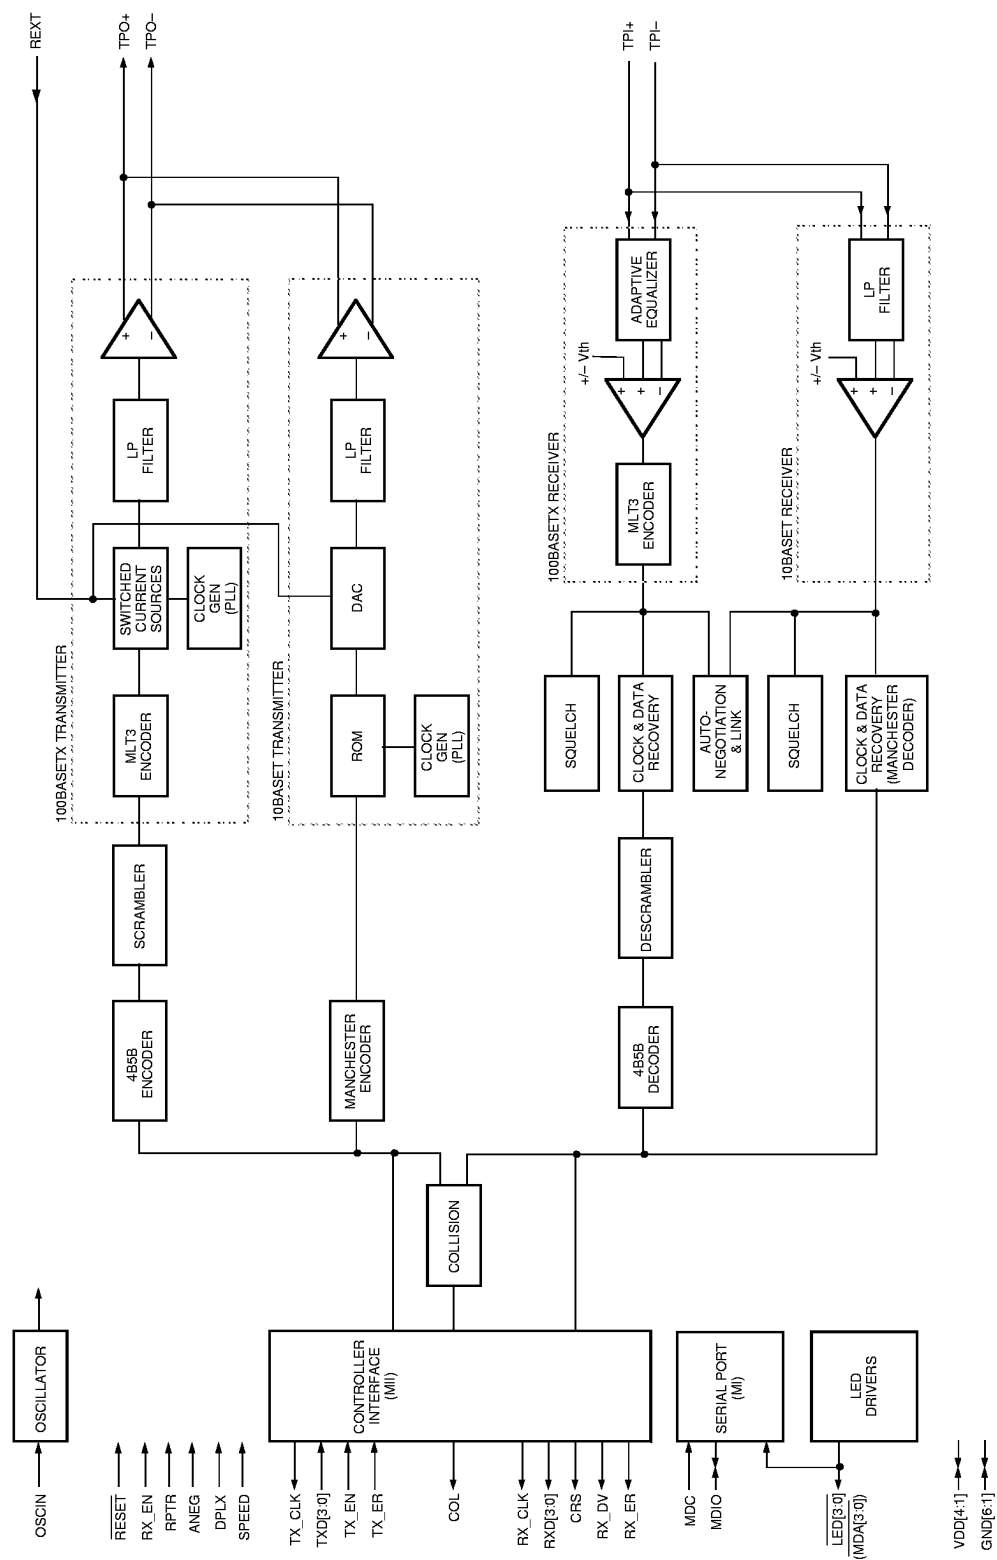 OSCIN
OSCILLATOR
RESET
RX_EN
RPTR
ANEG
DPLX
SPEED
TX_CLK
TXD[3:0]
TX_EN
TX_ER
COL
RX_CLK
RXD[3:0]
CRS
RX_DV
RX_ER
CONTROLLER
INTERFACE
(MII)
COLLISION
MDC
MDIO
SERIAL PORT
(MI)
LED[3:0]
(MDA[3:0])
LED
DRIVERS
VDD[4:1]
GND[6:1]
4B5B
ENCODER
SCRAMBLER
100BASETX TRANSMITTER
MLT3
ENCODER
SWITCHED
CURRENT
SOURCES
CLOCK
GEN
(PLL)
LP
FILTER
+
−
REXT
TPO+
TPO−
MANCHESTER
ENCODER
10BASET TRANSMITTER
ROM
CLOCK
GEN
(PLL)
DAC
LP
FILTER
+
−
4B5B
DECODER
DESCRAMBLER
SQUELCH
CLOCK & DATA
RECOVERY
AUTO-
NEGOTIATION
& LINK
100BASETX RECEIVER
MLT3
ENCODER
+/− Vth
+
+
−
ADAPTIVE
EQUALIZER
TPI+
TPI−
SQUELCH
CLOCK & DATA
RECOVERY
(MANCHESTER
DECODER)
10BASET RECEIVER
+/− Vth
+
+
−
LP
FILTER